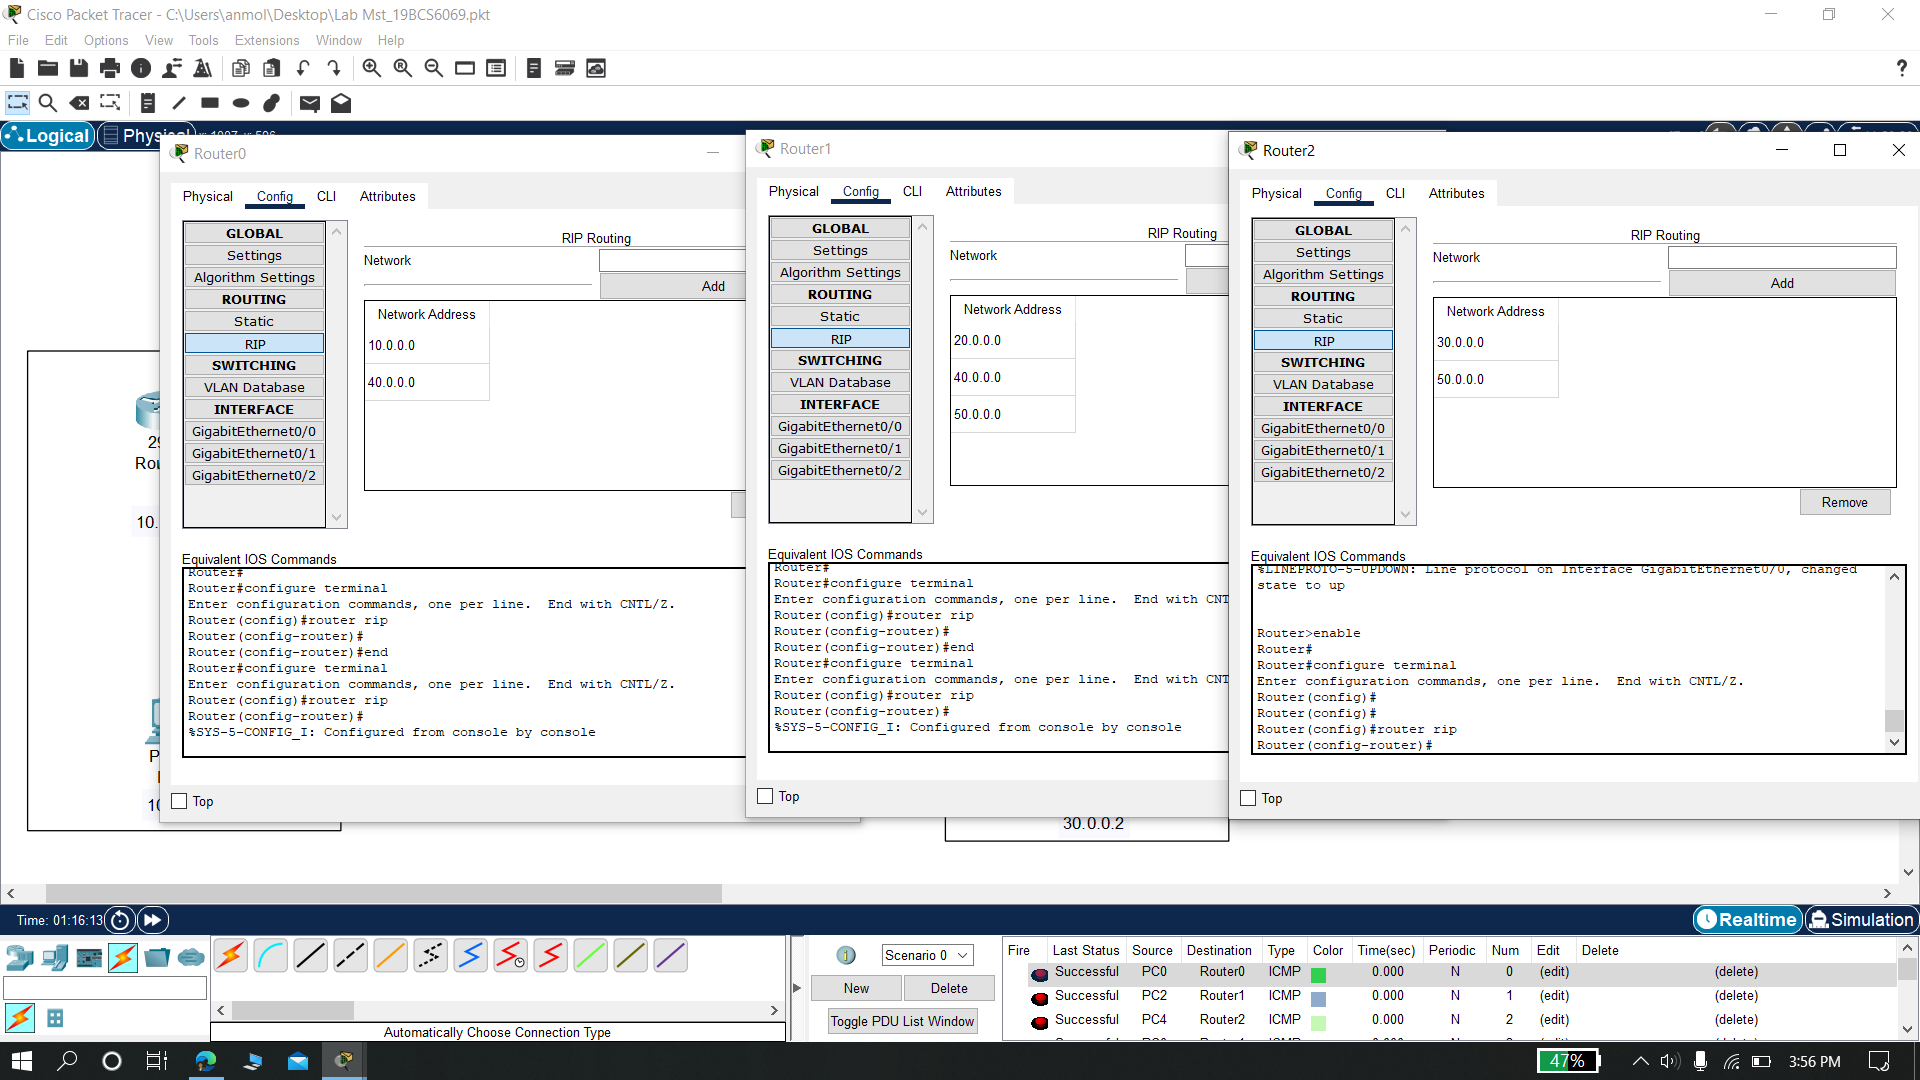 Cisco Packet Tracer - C:\Users\anmol\Desktop\Lab Mst_19BCS6069.pkt
File Edit Options View Tools Extensions Window Help
?
Logical Physical
Router0
Physical Config CLI Attributes
GLOBAL
Settings
Algorithm Settings
ROUTING
Static
RIP
SWITCHING
VLAN Database
INTERFACE
GigabitEthernet0/0
GigabitEthernet0/1
GigabitEthernet0/2
RIP Routing
Network
Add
Network Address
10.0.0.0
40.0.0.0
Equivalent IOS Commands
Router#
Router#configure terminal
Enter configuration commands, one per line. End with CNTL/Z.
Router(config)#router rip
Router(config-router)#
Router(config-router)#end
Router#configure terminal
Enter configuration commands, one per line. End with CNTL/Z.
Router(config)#router rip
Router(config-router)#
%SYS-5-CONFIG_I: Configured from console by console
Top
Router1
Physical Config CLI Attributes
GLOBAL
Settings
Algorithm Settings
ROUTING
Static
RIP
SWITCHING
VLAN Database
INTERFACE
GigabitEthernet0/0
GigabitEthernet0/1
GigabitEthernet0/2
RIP Routing
Network
Network Address
20.0.0.0
40.0.0.0
50.0.0.0
Equivalent IOS Commands
Router#
Router#configure terminal
Enter configuration commands, one per line. End with CNT
Router(config)#router rip
Router(config-router)#
Router(config-router)#end
Router#configure terminal
Enter configuration commands, one per line. End with CNT
Router(config)#router rip
Router(config-router)#
%SYS-5-CONFIG_I: Configured from console by console
Top
Router2
Physical Config CLI Attributes
GLOBAL
Settings
Algorithm Settings
ROUTING
Static
RIP
SWITCHING
VLAN Database
INTERFACE
GigabitEthernet0/0
GigabitEthernet0/1
GigabitEthernet0/2
RIP Routing
Network
Add
Network Address
30.0.0.0
50.0.0.0
Remove
Equivalent IOS Commands
%LINEPROTO-5-UPDOWN: Line protocol on Interface GigabitEthernet0/0, changed
state to up
Router>enable
Router#
Router#configure terminal
Enter configuration commands, one per line. End with CNTL/Z.
Router(config)#
Router(config)#
Router(config)#router rip
Router(config-router)#
Top
29
Rou
10.
P
10
30.0.0.2
Time: 01:16:13
Realtime Simulation
Automatically Choose Connection Type
Scenario 0
New Delete
Toggle PDU List Window
Fire Last Status Source Destination Type Color Time(sec) Periodic Num Edit Delete
Successful PC0 Router0 ICMP 0.000 N 0 (edit) (delete)
Successful PC2 Router1 ICMP 0.000 N 1 (edit) (delete)
Successful PC4 Router2 ICMP 0.000 N 2 (edit) (delete)
47%
3:56 PM